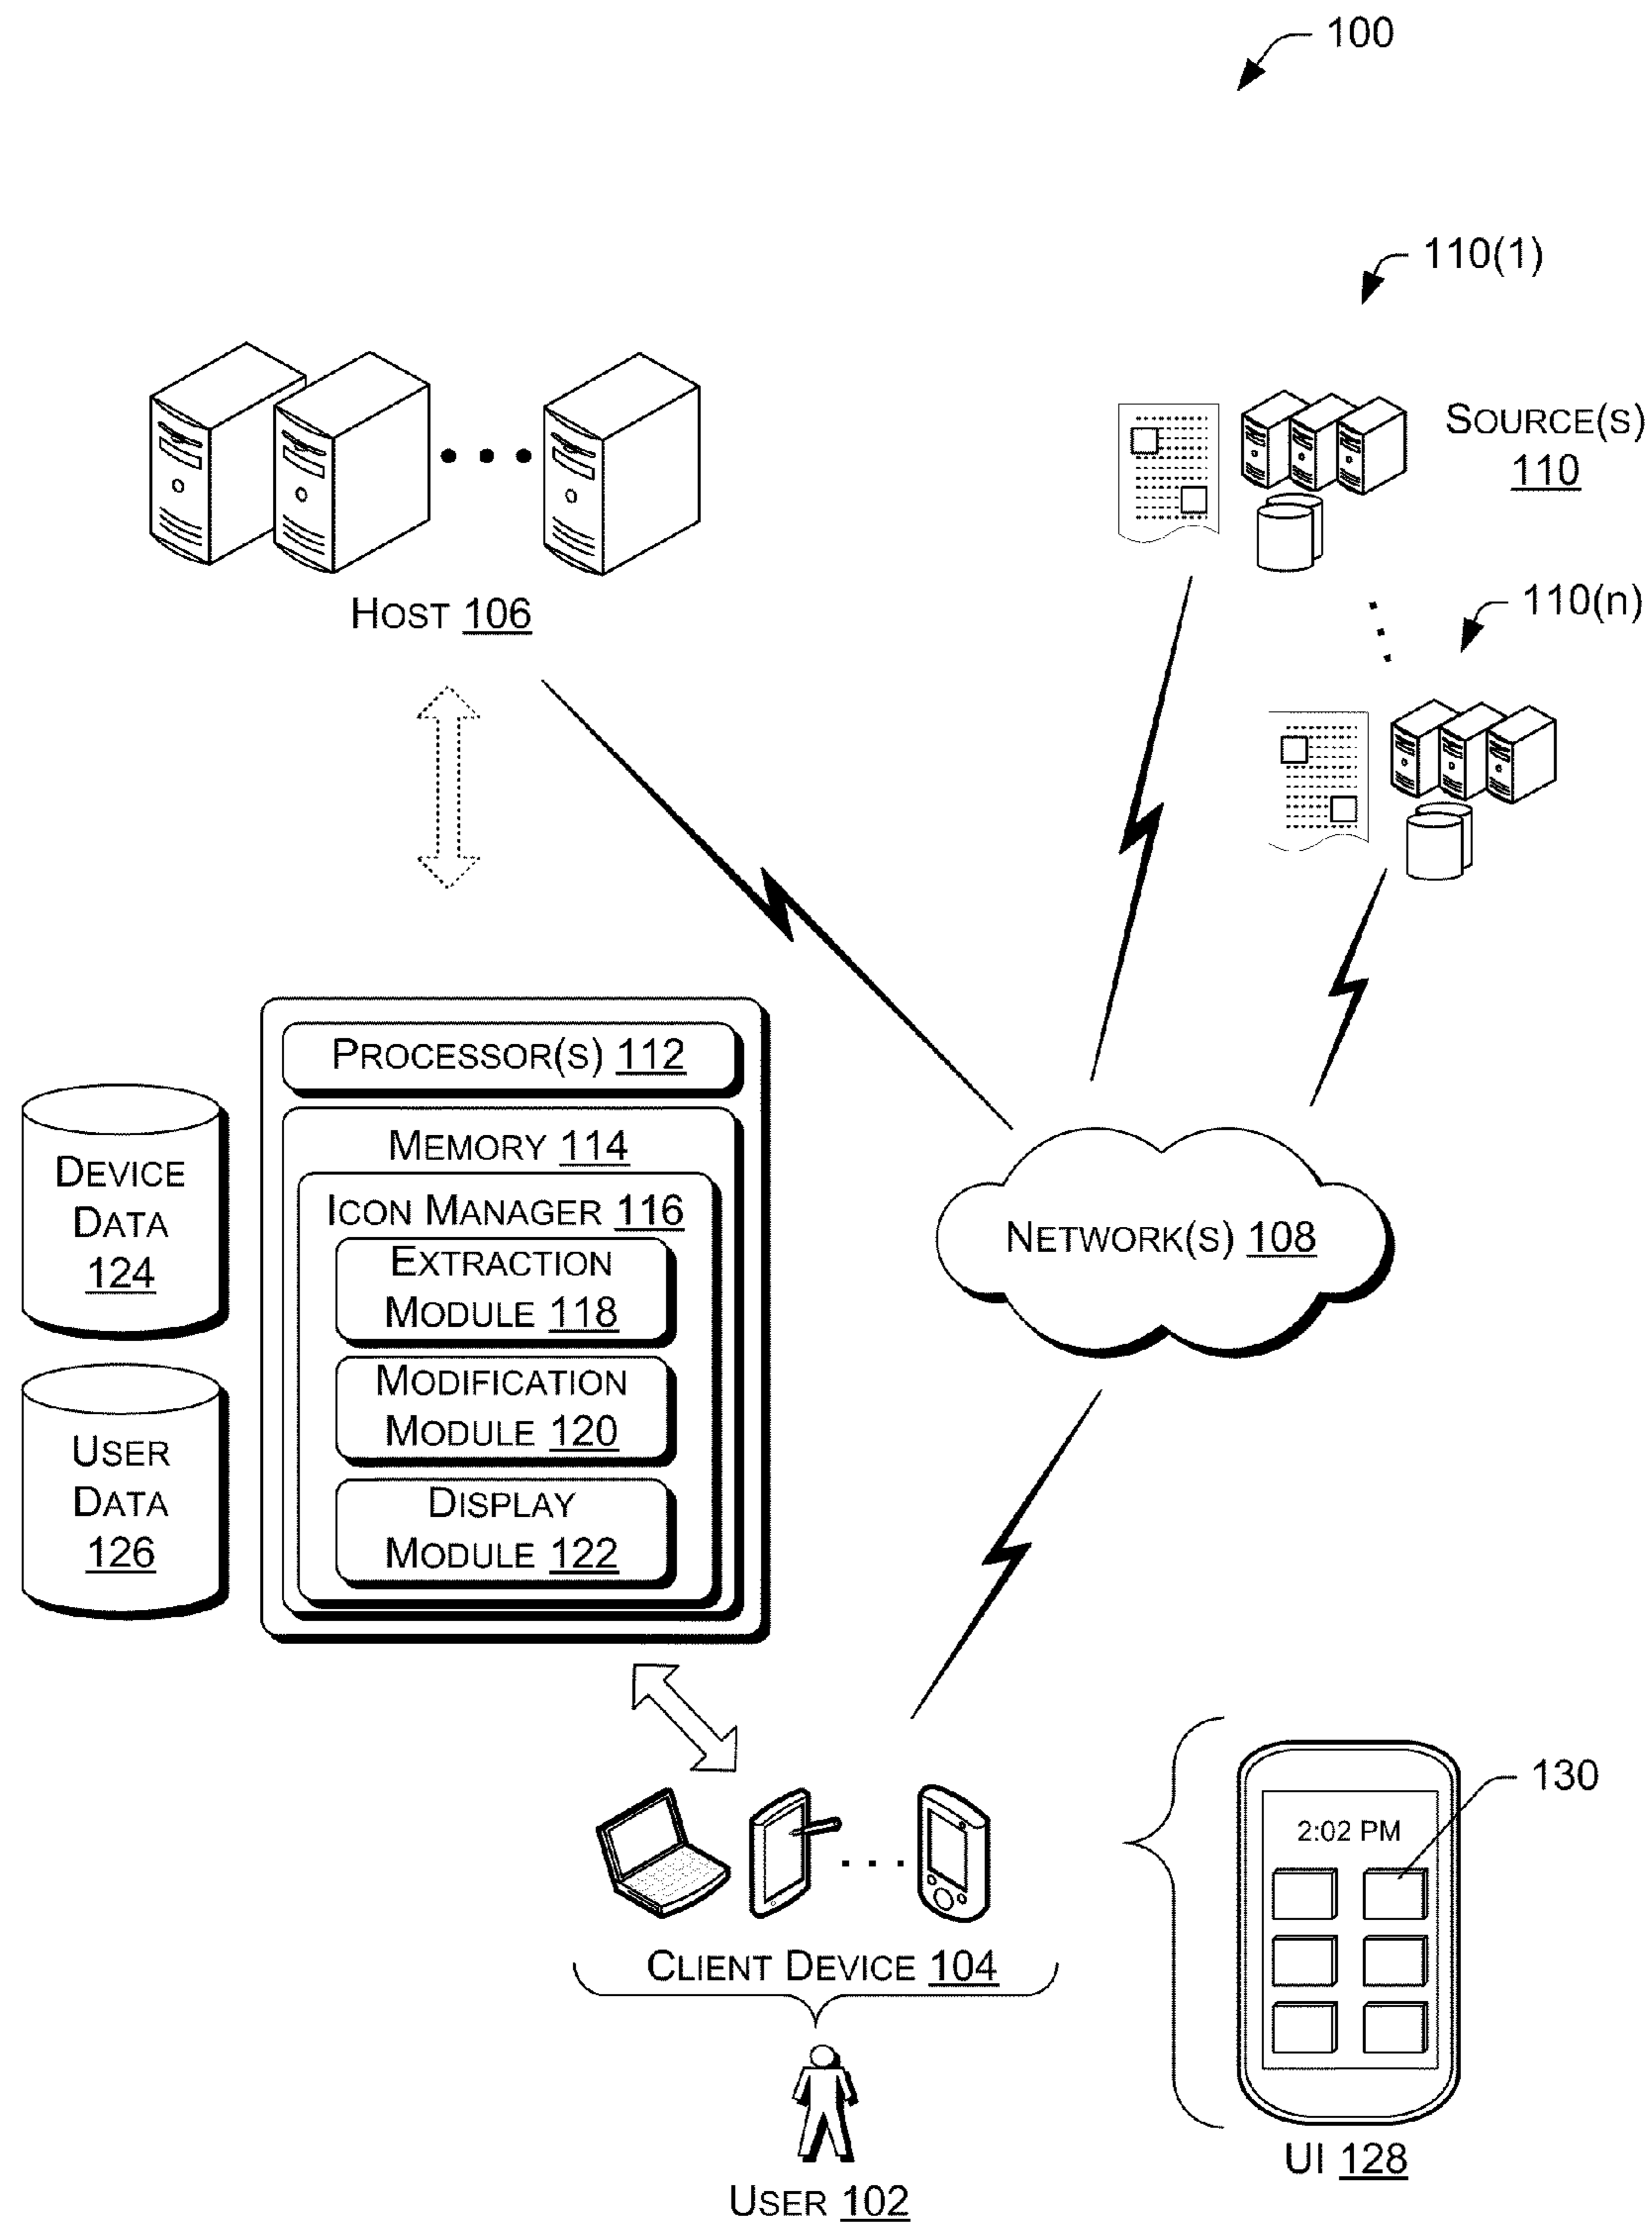 100
110(1)
SOURCE(S)
110
110(n)
HOST 106
PROCESSOR(S) 112
MEMORY 114
ICON MANAGER 116
EXTRACTION
MODULE 118
MODIFICATION
MODULE 120
DISPLAY
MODULE 122
DEVICE
DATA
124
USER
DATA
126
NETWORK(S) 108
130
2:02 PM
CLIENT DEVICE 104
UI 128
USER 102